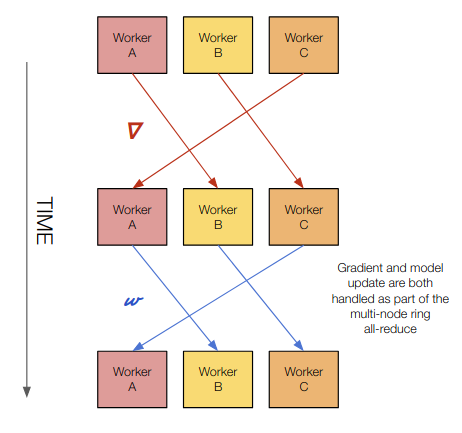 Worker
A
Worker
B
Worker
C
∇
Worker
A
Worker
B
Worker
C
TIME
Gradient and model
update are both
handled as part of the
multi-node ring
all-reduce
w
Worker
A
Worker
B
Worker
C